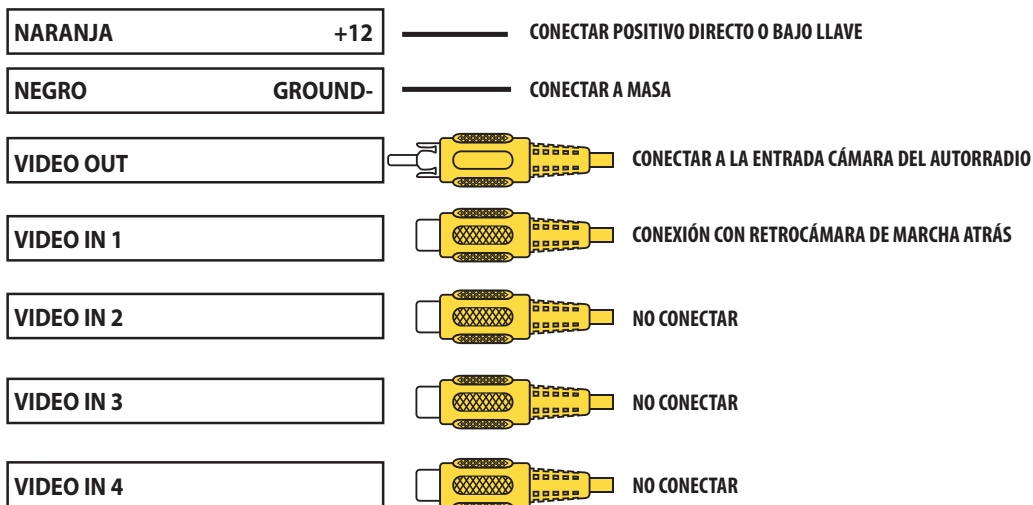 NARANJA +12 CONECTAR POSITIVO DIRECTO O BAJO LLAVE
NEGRO GROUND- CONECTAR A MASA
VIDEO OUT CONECTAR A LA ENTRADA CÁMARA DEL AUTORRADIO
VIDEO IN 1 CONEXIÓN CON RETROCÁMARA DE MARCHA ATRÁS
VIDEO IN 2 NO CONECTAR
VIDEO IN 3 NO CONECTAR
VIDEO IN 4 NO CONECTAR